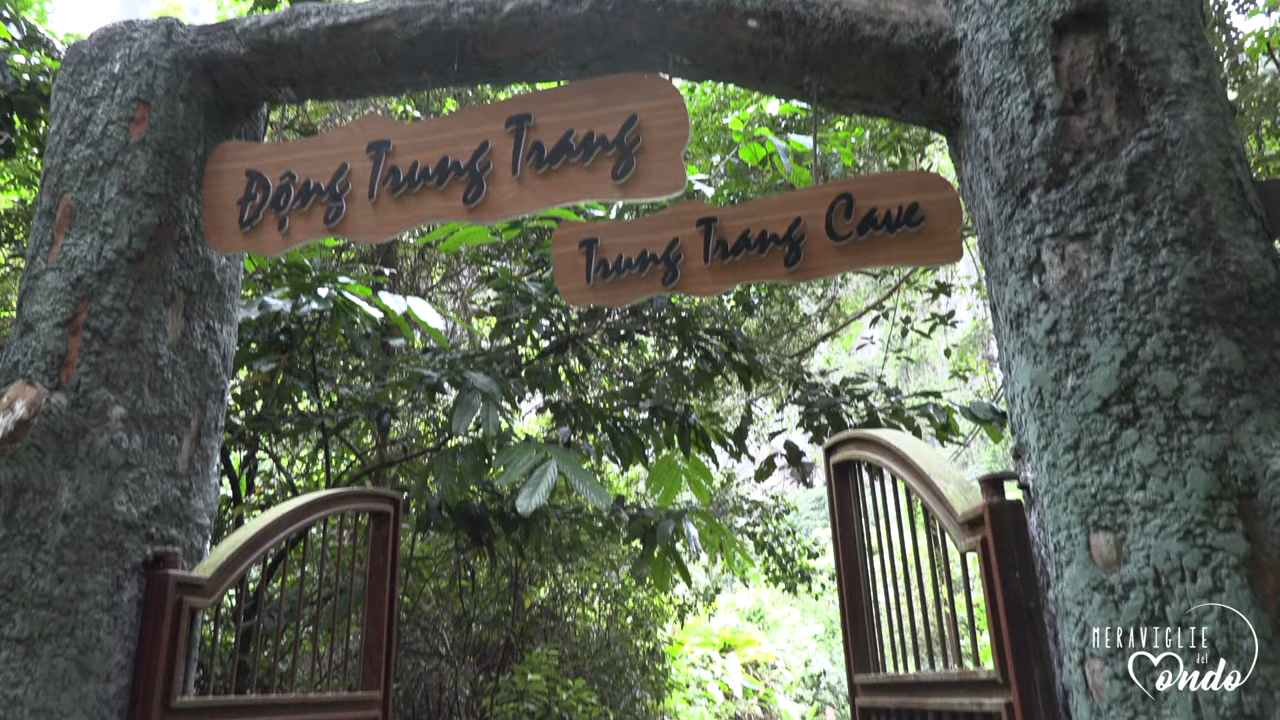 Động Trung Trang
Trung Trang Cave
MERAVIGLIE
del
Mondo